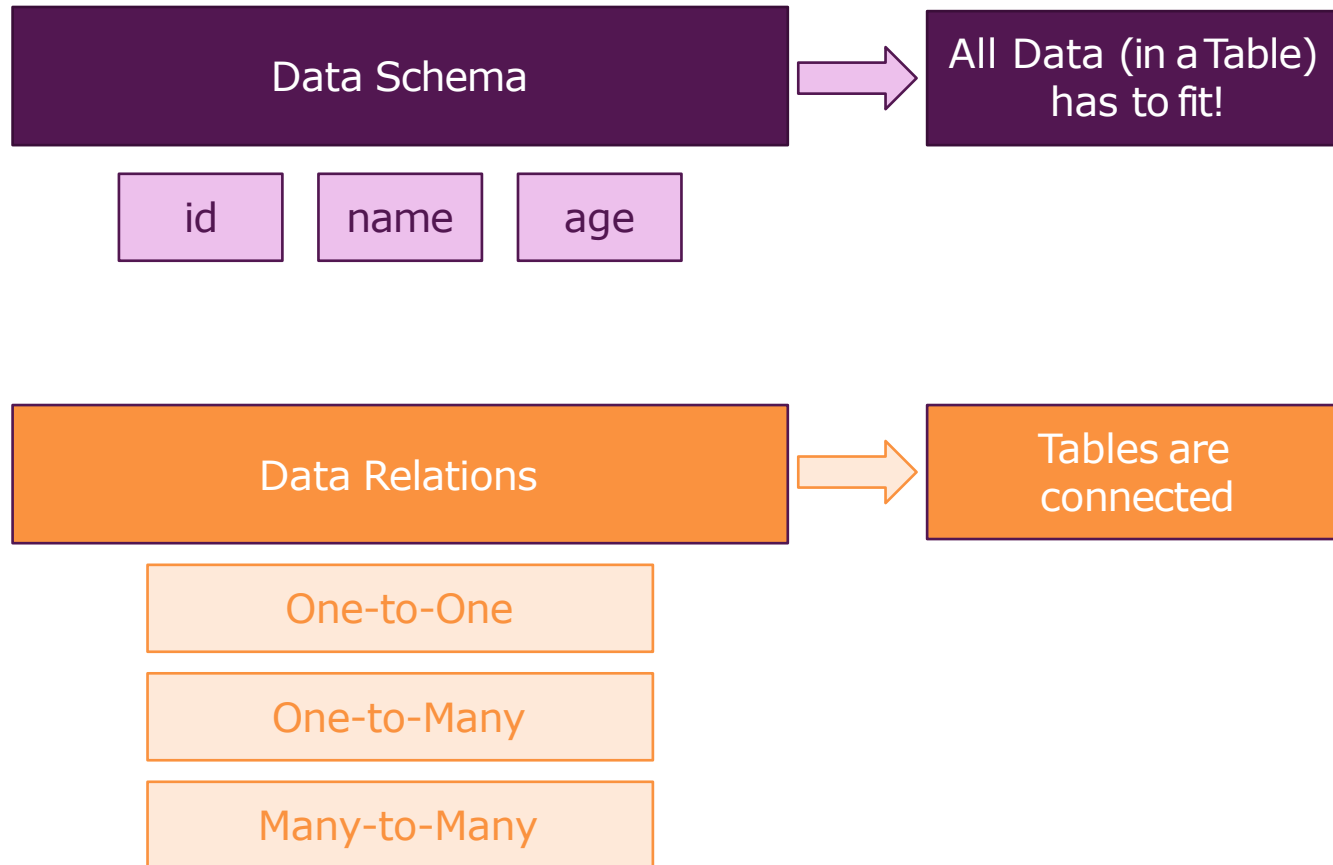 Data Schema
All Data (in a Table)
has to fit!
id
name
age
Data Relations
Tables are
connected
One-to-One
One-to-Many
Many-to-Many